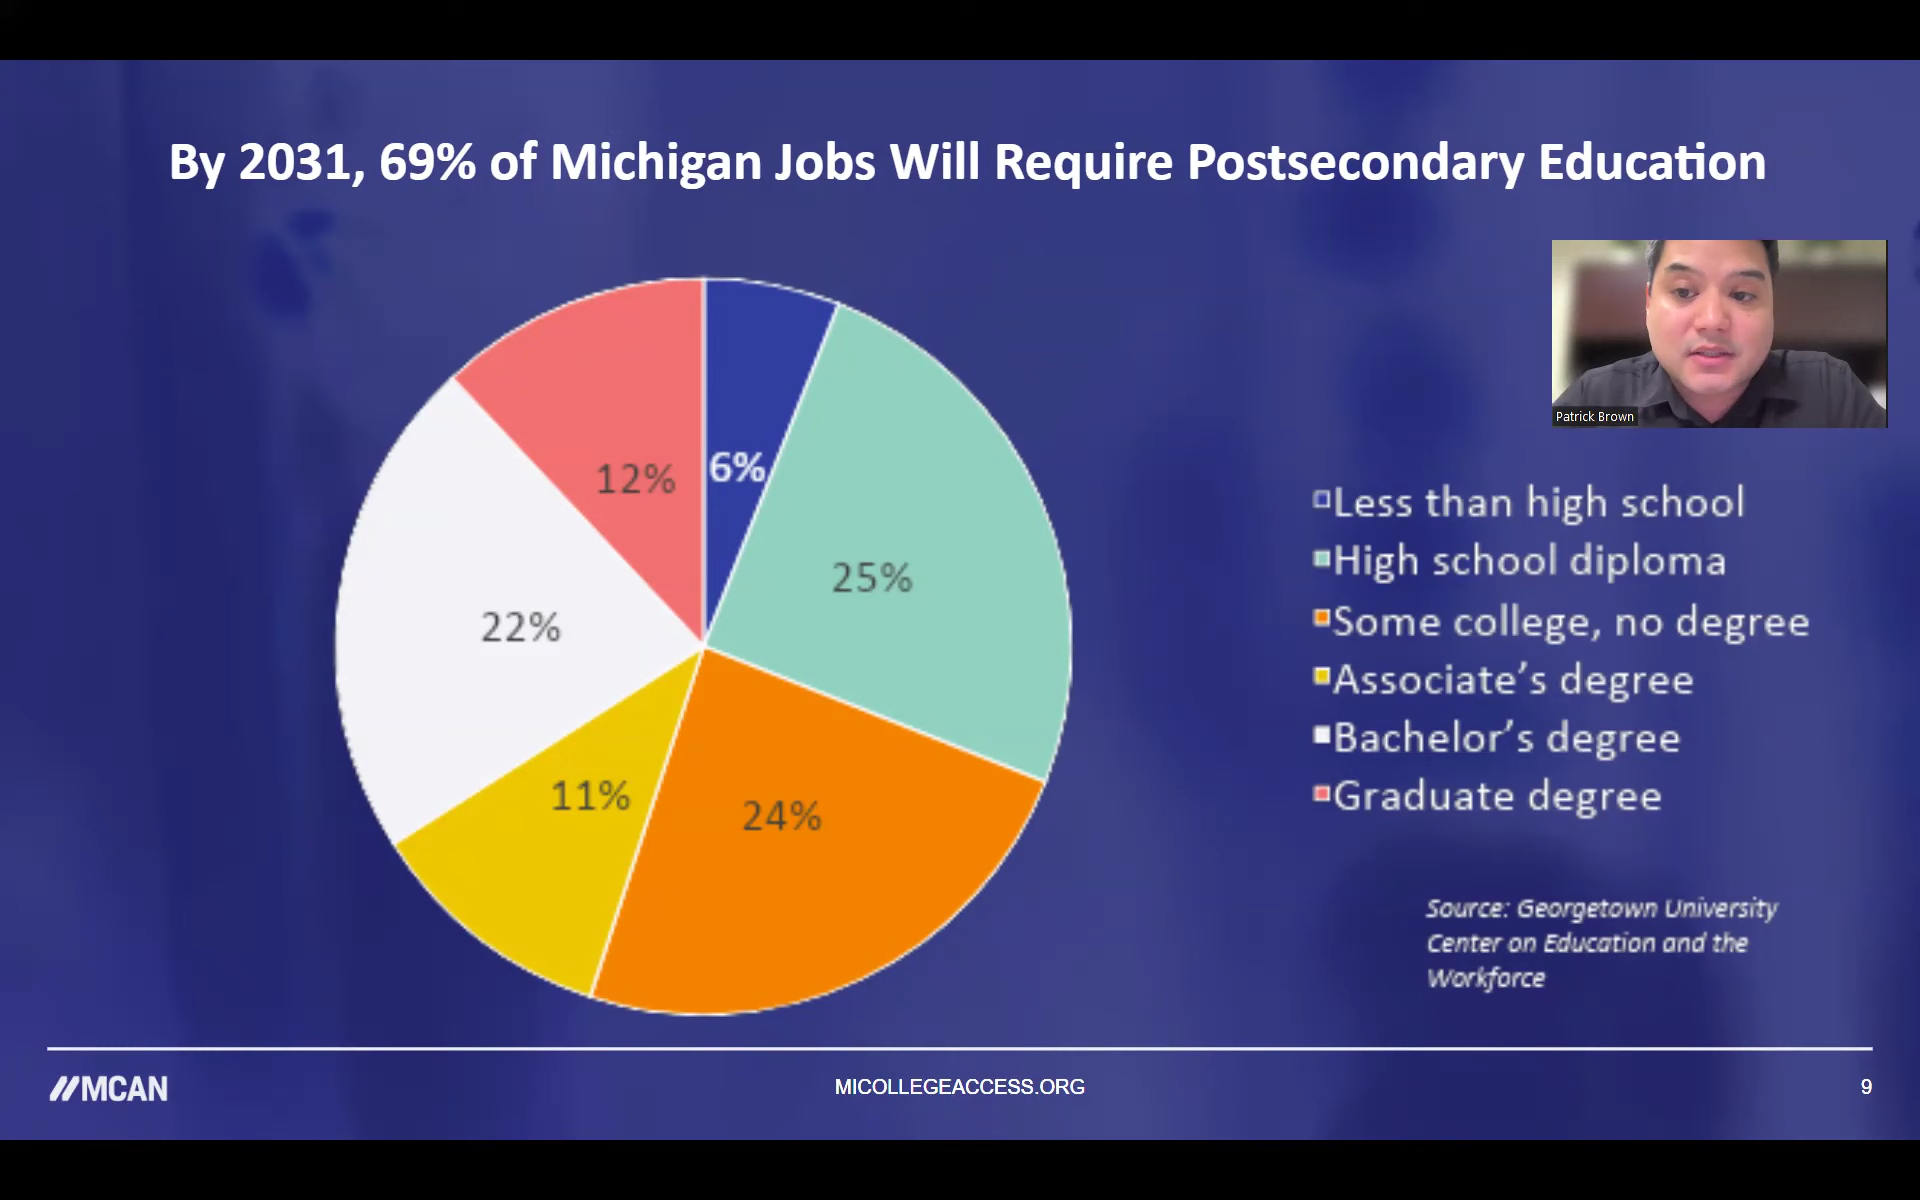 By 2031, 69% of Michigan Jobs Will Require Postsecondary Education
Patrick Brown
12%
6%
25%
22%
11%
24%
Less than high school
High school diploma
Some college, no degree
Associate’s degree
Bachelor’s degree
Graduate degree
Source: Georgetown University
Center on Education and the
Workforce
MCAN
MICOLLEGEACCESS.ORG
9